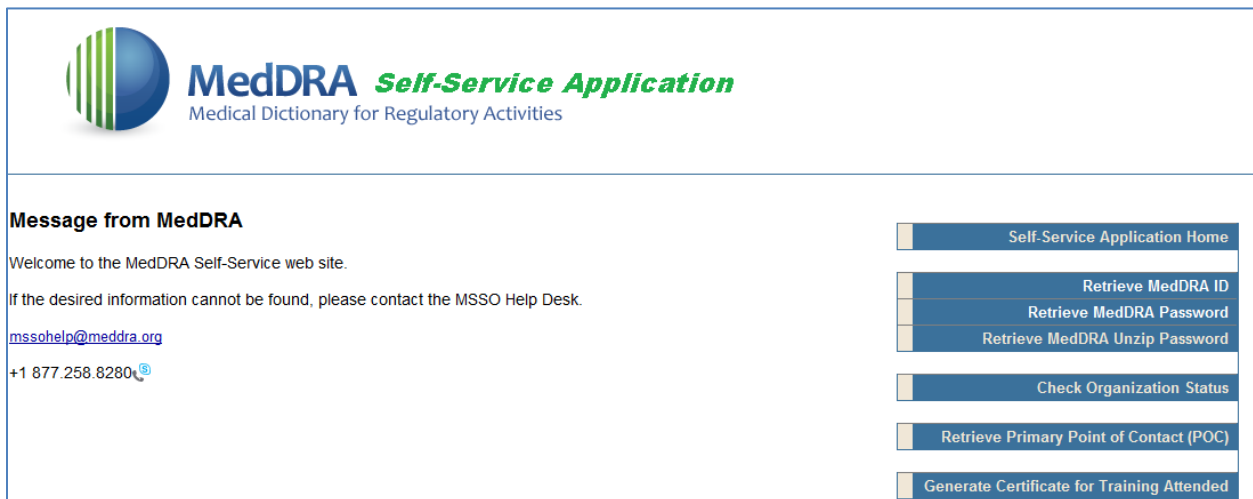 MedDRA Self-Service Application
Medical Dictionary for Regulatory Activities
Message from MedDRA
Welcome to the MedDRA Self-Service web site.
If the desired information cannot be found, please contact the MSSO Help Desk.
mssohelp@meddra.org
+1 877.258.8280
Self-Service Application Home
Retrieve MedDRA ID
Retrieve MedDRA Password
Retrieve MedDRA Unzip Password
Check Organization Status
Retrieve Primary Point of Contact (POC)
Generate Certificate for Training Attended